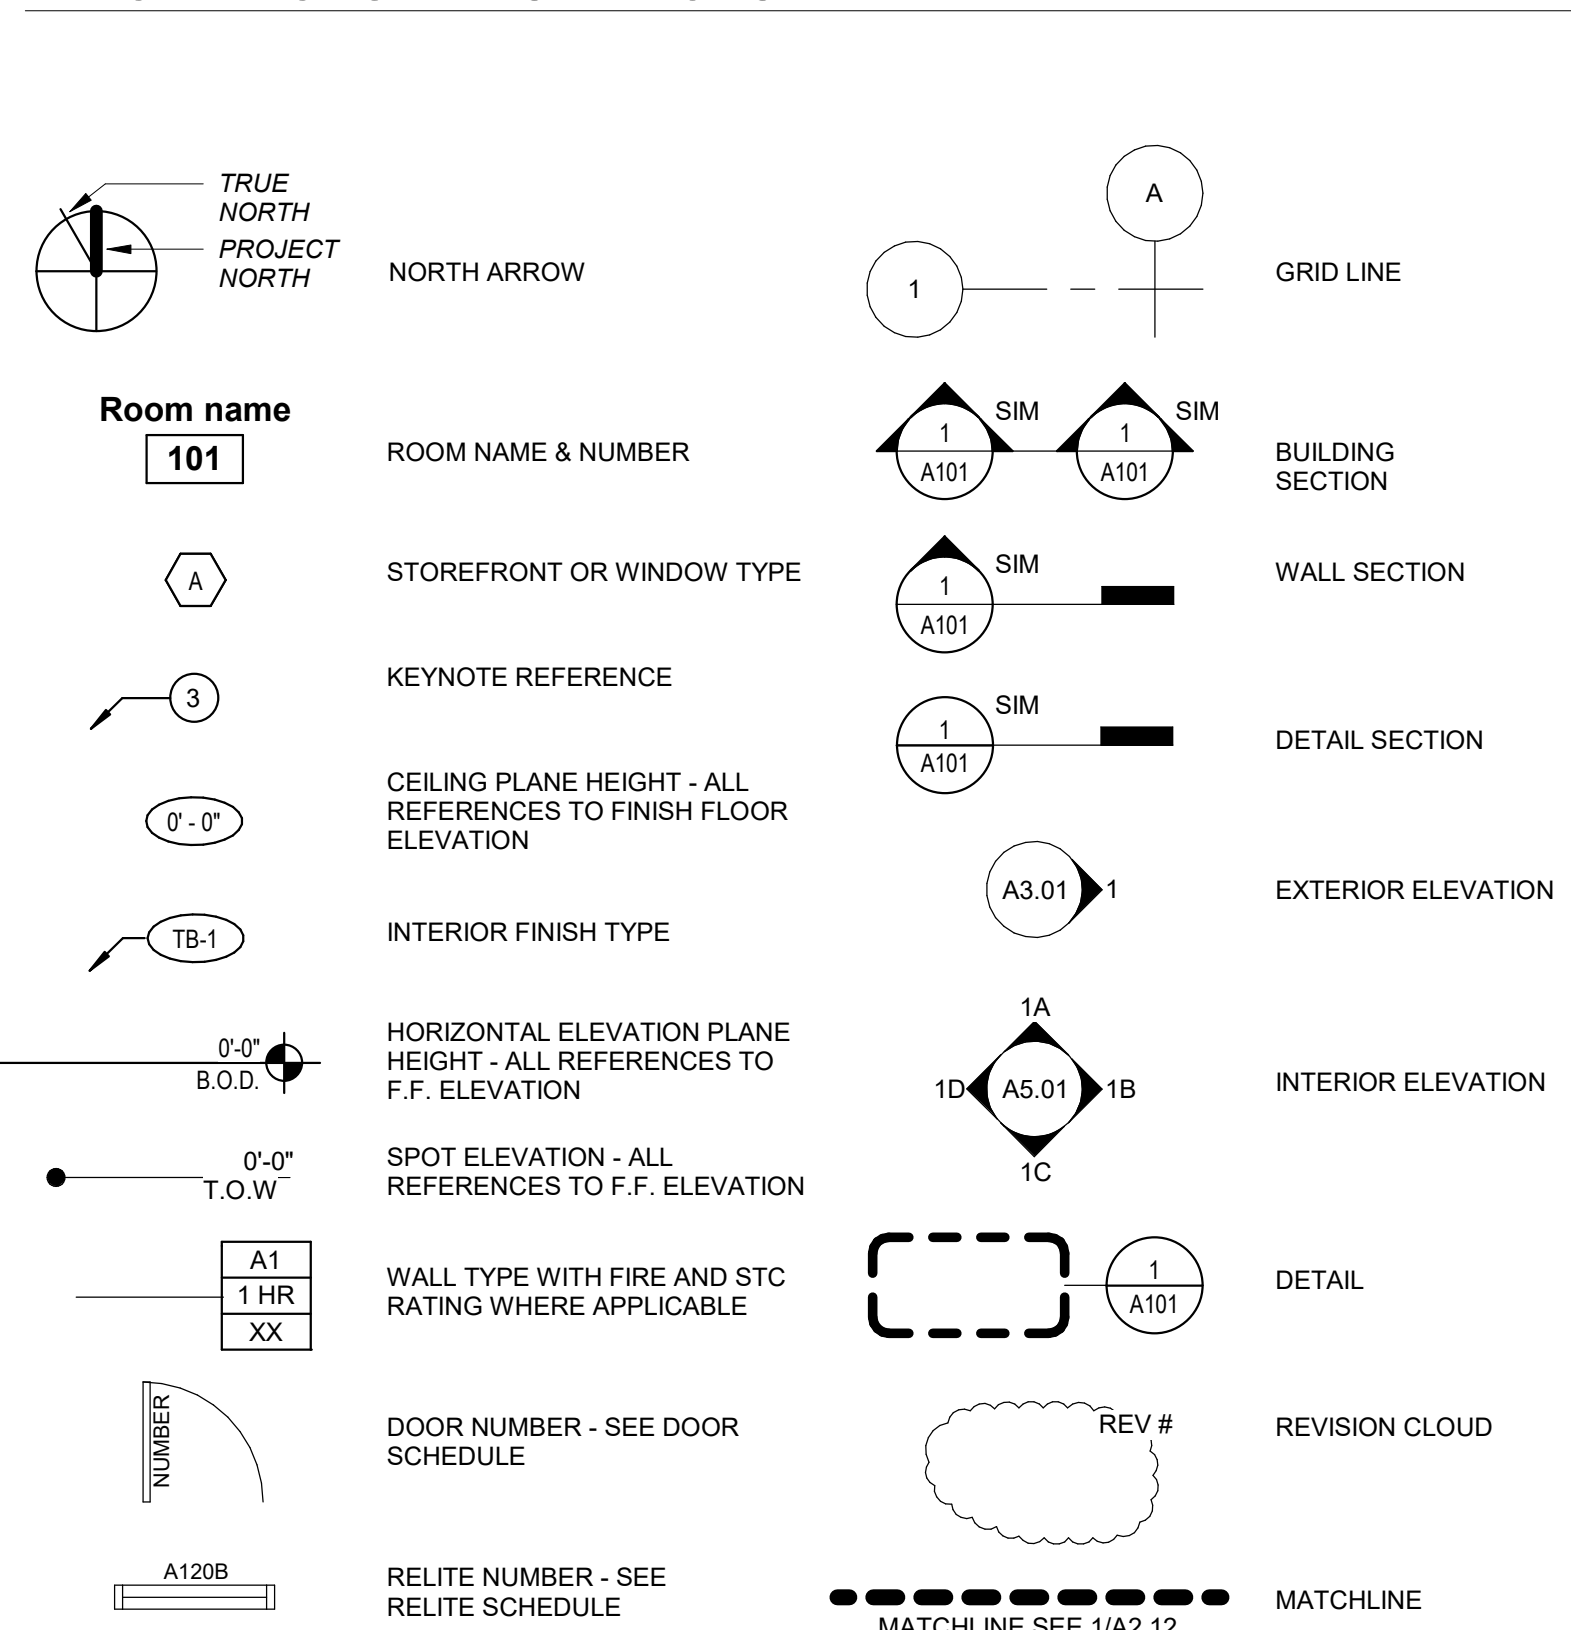 TRUE
NORTH
PROJECT
NORTH
NORTH ARROW
Room name
101
ROOM NAME & NUMBER
A
STOREFRONT OR WINDOW TYPE
3
KEYNOTE REFERENCE
0' - 0"
CEILING PLANE HEIGHT - ALL
REFERENCES TO FINISH FLOOR
ELEVATION
TB-1
INTERIOR FINISH TYPE
0'-0"
B.O.D.
HORIZONTAL ELEVATION PLANE
HEIGHT - ALL REFERENCES TO
F.F. ELEVATION
0'-0"
T.O.W
SPOT ELEVATION - ALL
REFERENCES TO F.F. ELEVATION
A1
1 HR
XX
WALL TYPE WITH FIRE AND STC
RATING WHERE APPLICABLE
NUMBER
DOOR NUMBER - SEE DOOR
SCHEDULE
A120B
RELITE NUMBER - SEE
RELITE SCHEDULE
A
1
GRID LINE
SIM
1
A101
SIM
1
A101
BUILDING
SECTION
SIM
1
A101
WALL SECTION
SIM
1
A101
DETAIL SECTION
A3.01
1
EXTERIOR ELEVATION
1A
1D
A5.01
1B
1C
INTERIOR ELEVATION
1
A101
DETAIL
REV #
REVISION CLOUD
MATCHLINE
MATCHLINE SEE 1/A2.12